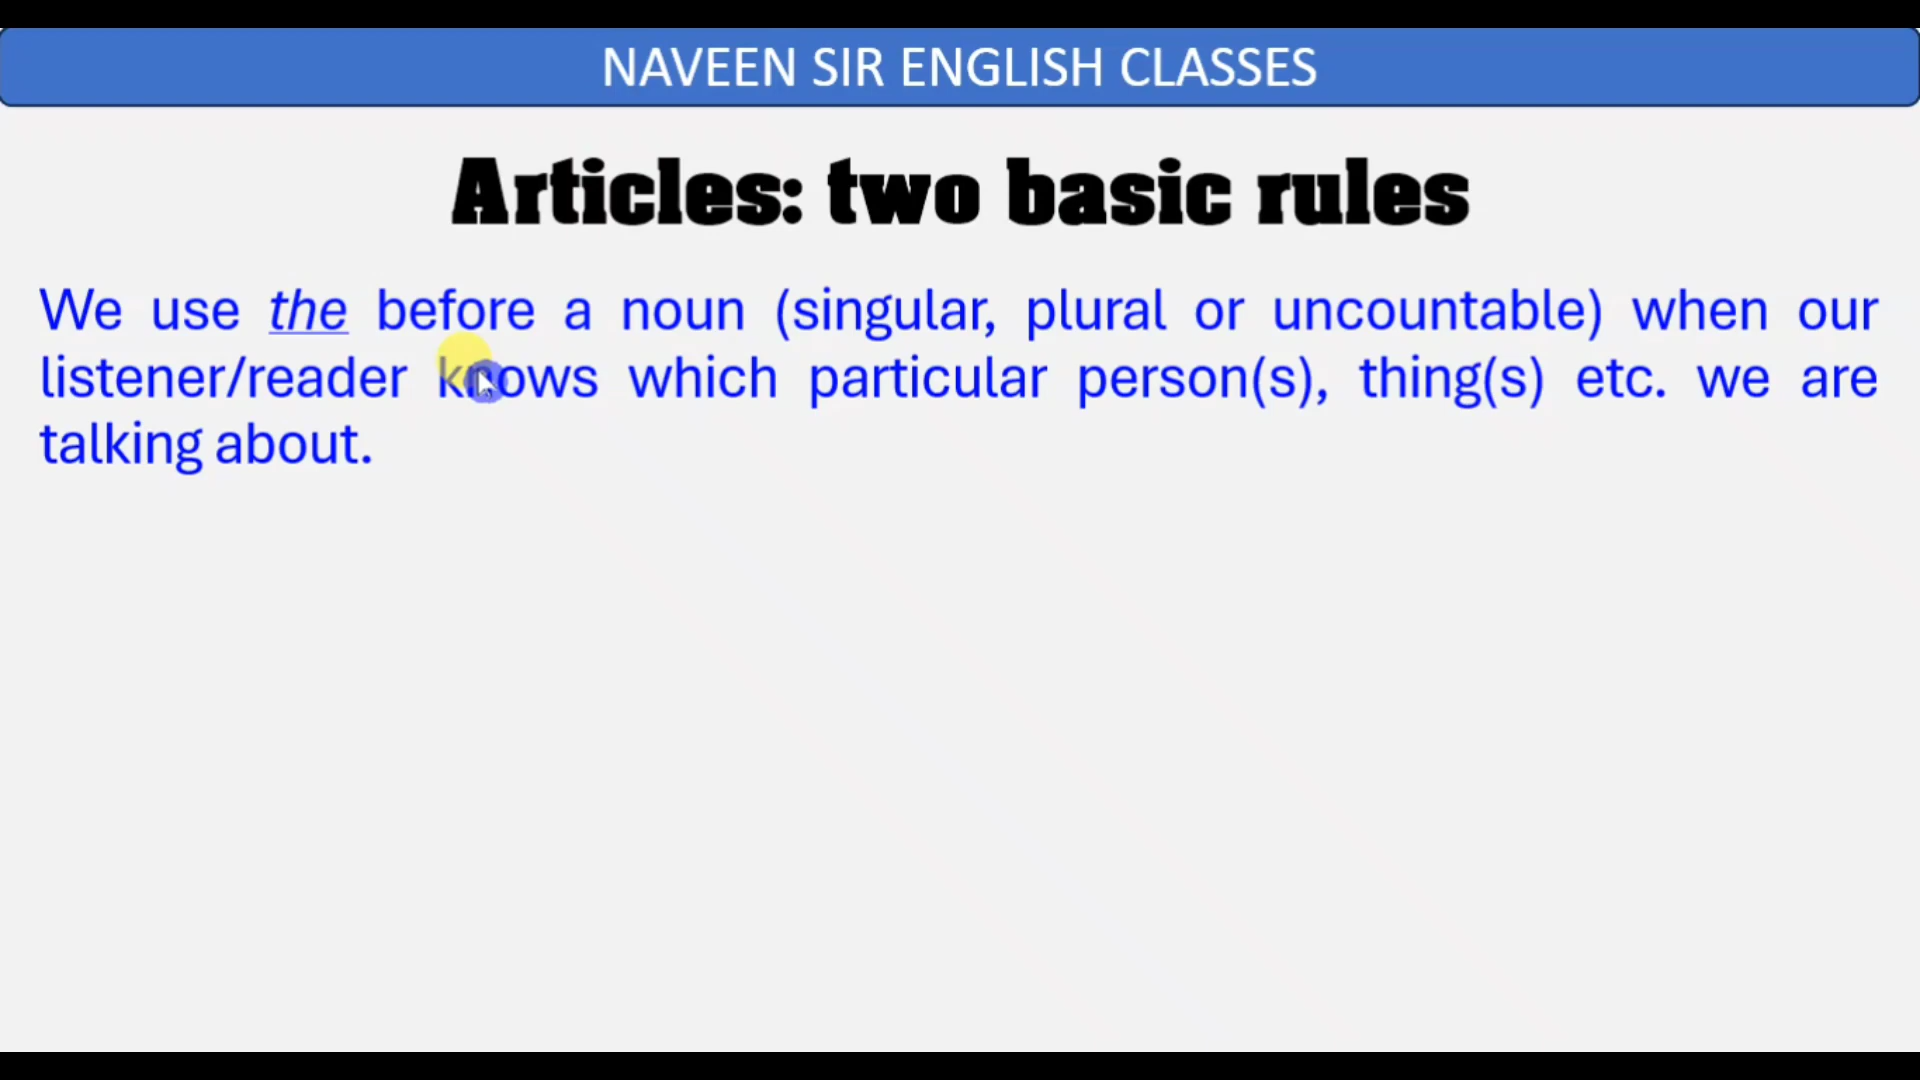 NAVEEN SIR ENGLISH CLASSES
Articles: two basic rules
We use the before a noun (singular, plural or uncountable) when our
listener/reader knows which particular person(s), thing(s) etc. we are
talking about.